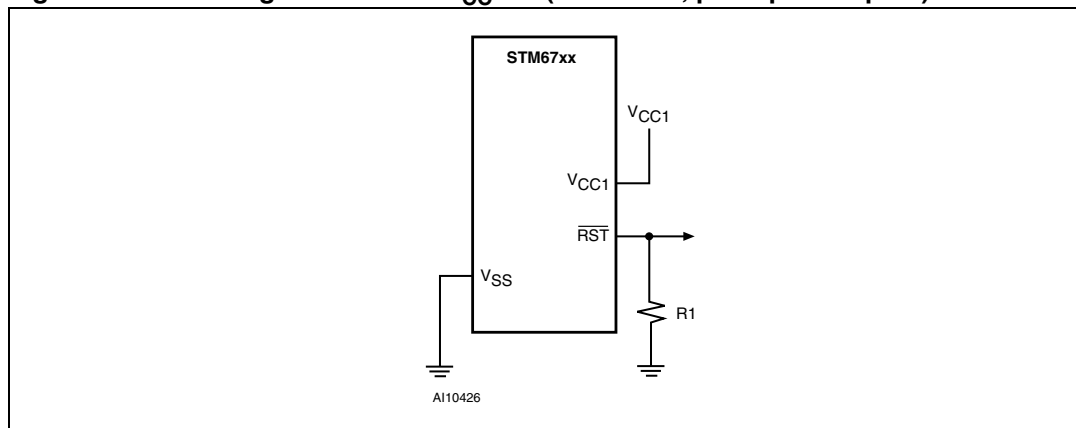 STM67xx
VCC1
VCC1
RST
VSS
R1
AI10426